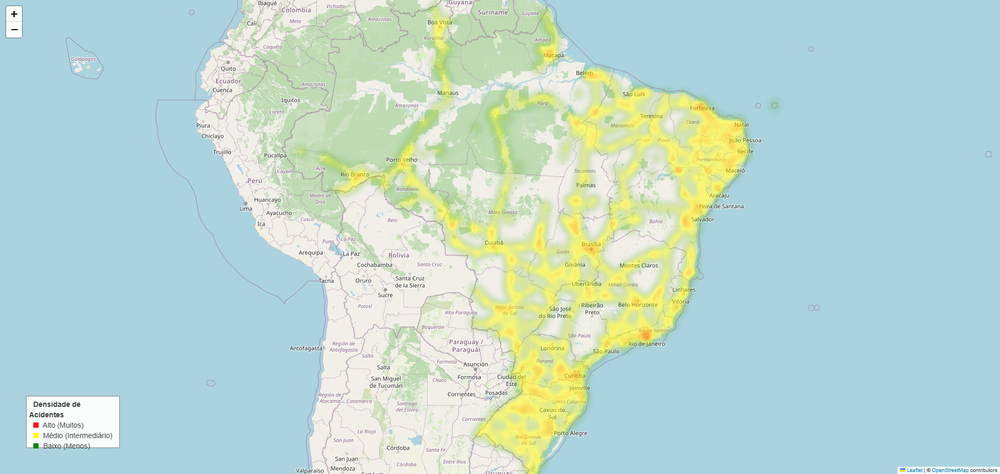 +
−
Ibagué
Colombia
Vichada
Guyana
Suriname
Guyane
Cali
Meta
Amazonas
Boa Vista
Roraima
Caquetá
Amapá
Macapá
Galápagos
Quito
Ecuador
Cuenca
Amazonas
Belém
Manaus
São Luís
Iquitos
Loreto
Amazonas
Pará
Fortaleza
Teresina
Ceará
Natal
Piura
Maranhão
Chiclayo
Piauí
João Pessoa
Trujillo
Pucallpa
Recife
Porto Velho
Pernambuco
Ucayali
Acre
Rio Branco
Tocantins
Maceió
Perú
Palmas
Rondônia
Huancayo
Madre de
Dios
Aracaju
Lima
Ayacucho
Mato Grosso
Feira de Santana
Cusco
Beni
Bahia
Salvador
Ica
Puno
La Paz
Cuiabá
Brasília
Arequipa
La Paz
Bolivia
Goiás
Cochabamba
Santa Cruz
Goiânia
Montes Claros
Tacna
Oruro
Santa Cruz
de la Sierra
Uberlândia
Minas Gerais
Linhares
Sucre
Vitória
Potosí
Mato Grosso
do Sul
São José
do Rio Preto
Ribeirão
Preto
Belo Horizonte
Alto Paraguay
Boquerón
São Paulo
Rio de Janeiro
Rio de Janeiro
Antofagasta
Región de
Antofagasta
Paraguay /
Paraguái
Londrina
São Paulo
Salta
Formosa
Asunción
Paraná
Salta
San Miguel
de Tucumán
Chaco
Formosa
Ciudad del
Este
Curitiba
Joinville
Región de
Atacama
Catamarca
Corrientes
Posadas
Santiago
del Estero
Santa Catarina
Caxias do
Sul
Corrientes
La Rioja
Porto Alegre
San Juan
Rio Grande
do Sul
Córdoba
Santa Fe
San Juan
Mendoza
Córdoba
Entre Ríos
Valparaíso
San Luis
Uruguay
Densidade de
Acidentes
Alto (Muitos)
Médio (Intermediário)
Baixo (Menos)
Leaflet | © OpenStreetMap contributors